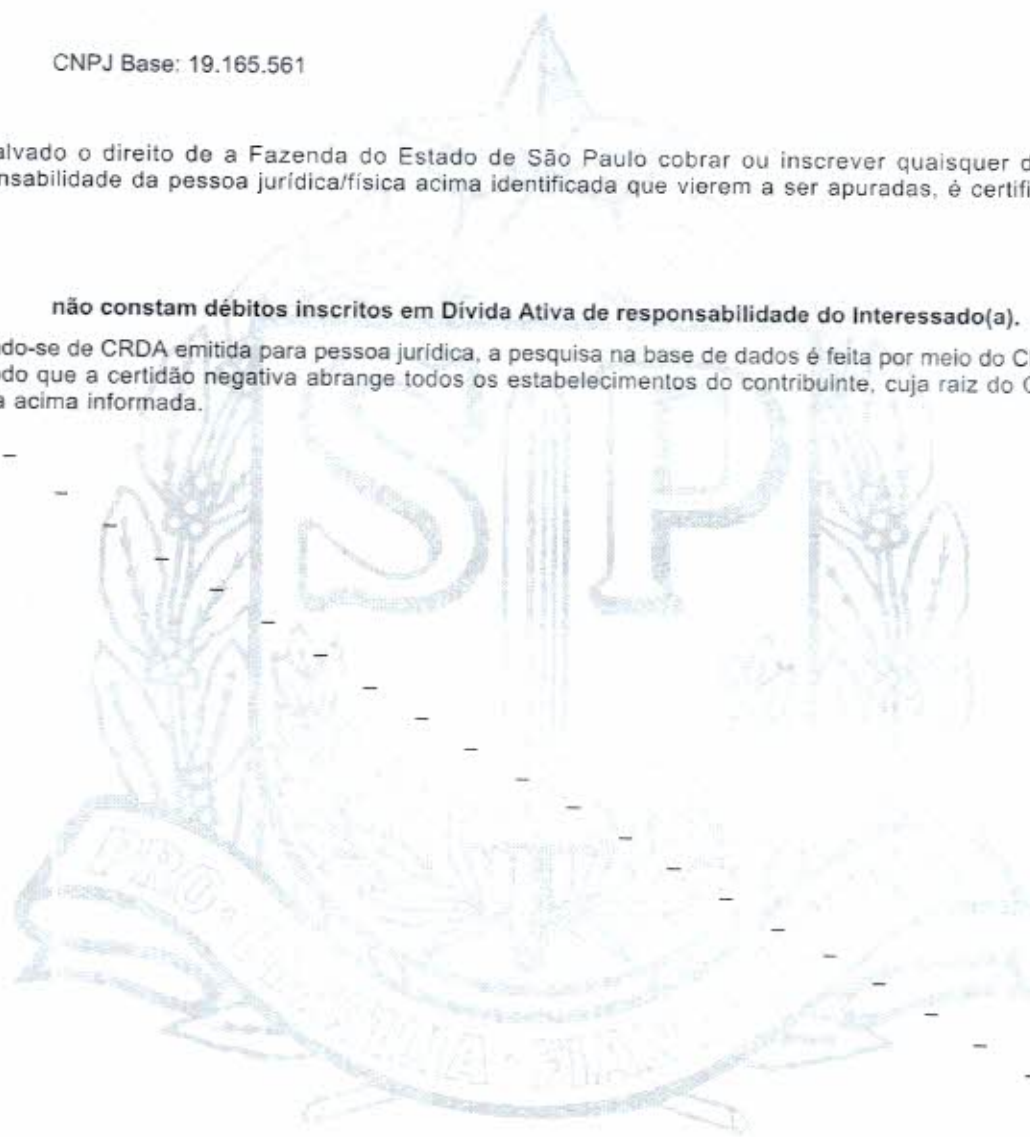 CNPJ Base: 19.165.561
alvado o direito de a Fazenda do Estado de São Paulo cobrar ou inscrever quaisquer d
nsabilidade da pessoa jurídica/física acima identificada que vierem a ser apuradas, é certifi
não constam débitos inscritos em Dívida Ativa de responsabilidade do Interessado(a).
do-se de CRDA emitida para pessoa jurídica, a pesquisa na base de dados é feita por meio do C
do que a certidão negativa abrange todos os estabelecimentos do contribuinte, cuja raiz do C
a acima informada.
SP